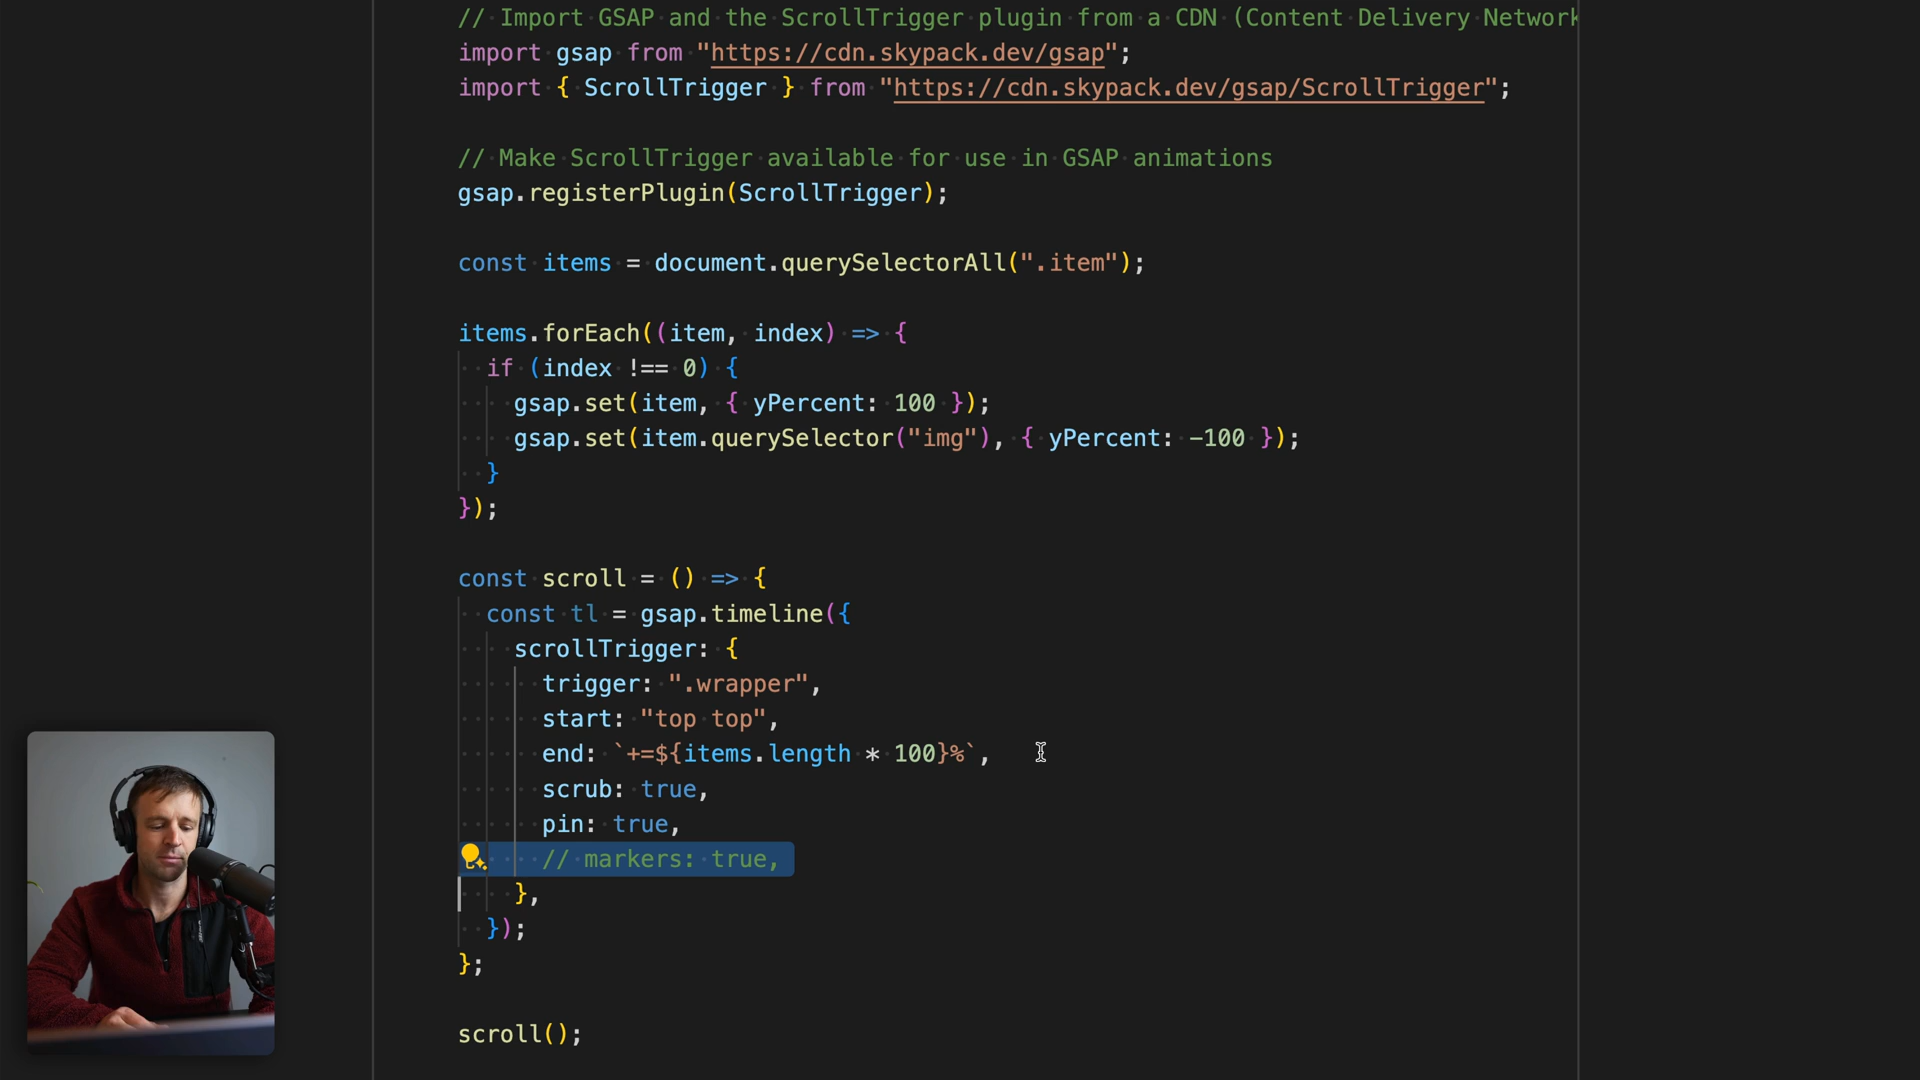 // Import GSAP and the ScrollTrigger plugin from a CDN (Content Delivery Network
import gsap from "https://cdn.skypack.dev/gsap";
import { ScrollTrigger } from "https://cdn.skypack.dev/gsap/ScrollTrigger";
// Make ScrollTrigger available for use in GSAP animations
gsap.registerPlugin(ScrollTrigger);
const items = document.querySelectorAll(".item");
items.forEach((item, index) => {
if (index !== 0) {
gsap.set(item, { yPercent: 100 });
gsap.set(item.querySelector("img"), { yPercent: -100 });
}
});
const scroll = () => {
const tl = gsap.timeline({
scrollTrigger: {
trigger: ".wrapper",
start: "top top",
end: `+=${items.length * 100}%`,
scrub: true,
pin: true,
// markers: true,
},
});
};
scroll();